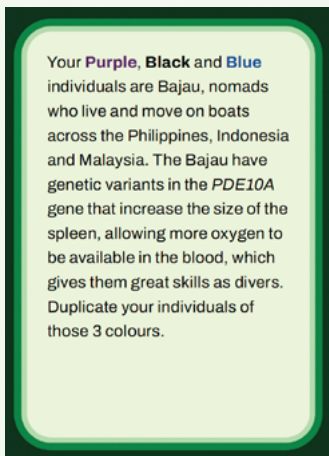 Your Purple, Black and Blue
individuals are Bajau, nomads
who live and move on boats
across the Philippines, Indonesia
and Malaysia. The Bajau have
genetic variants in the PDE10A
gene that increase the size of the
spleen, allowing more oxygen to
be available in the blood, which
gives them great skills as divers.
Duplicate your individuals of
those 3 colours.